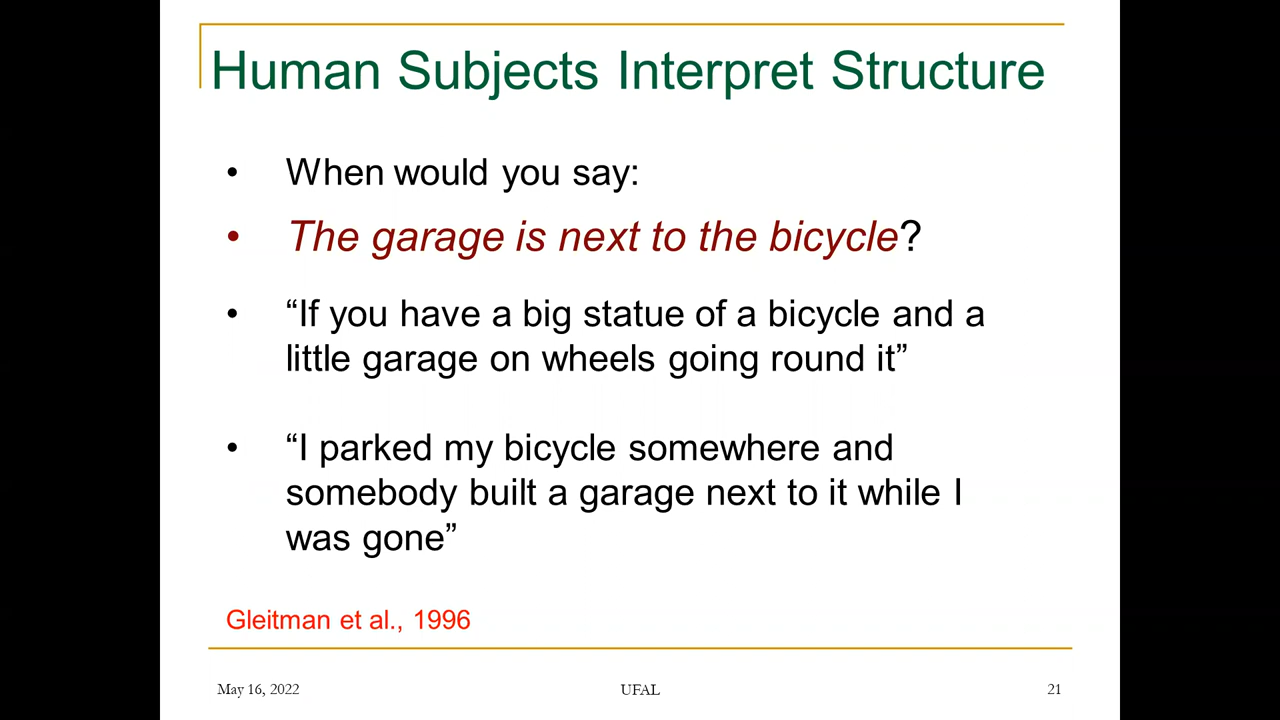 Human Subjects Interpret Structure
• When would you say:
• The garage is next to the bicycle?
• “If you have a big statue of a bicycle and a
little garage on wheels going round it”
• “I parked my bicycle somewhere and
somebody built a garage next to it while I
was gone”
Gleitman et al., 1996
May 16, 2022 UFAL 21